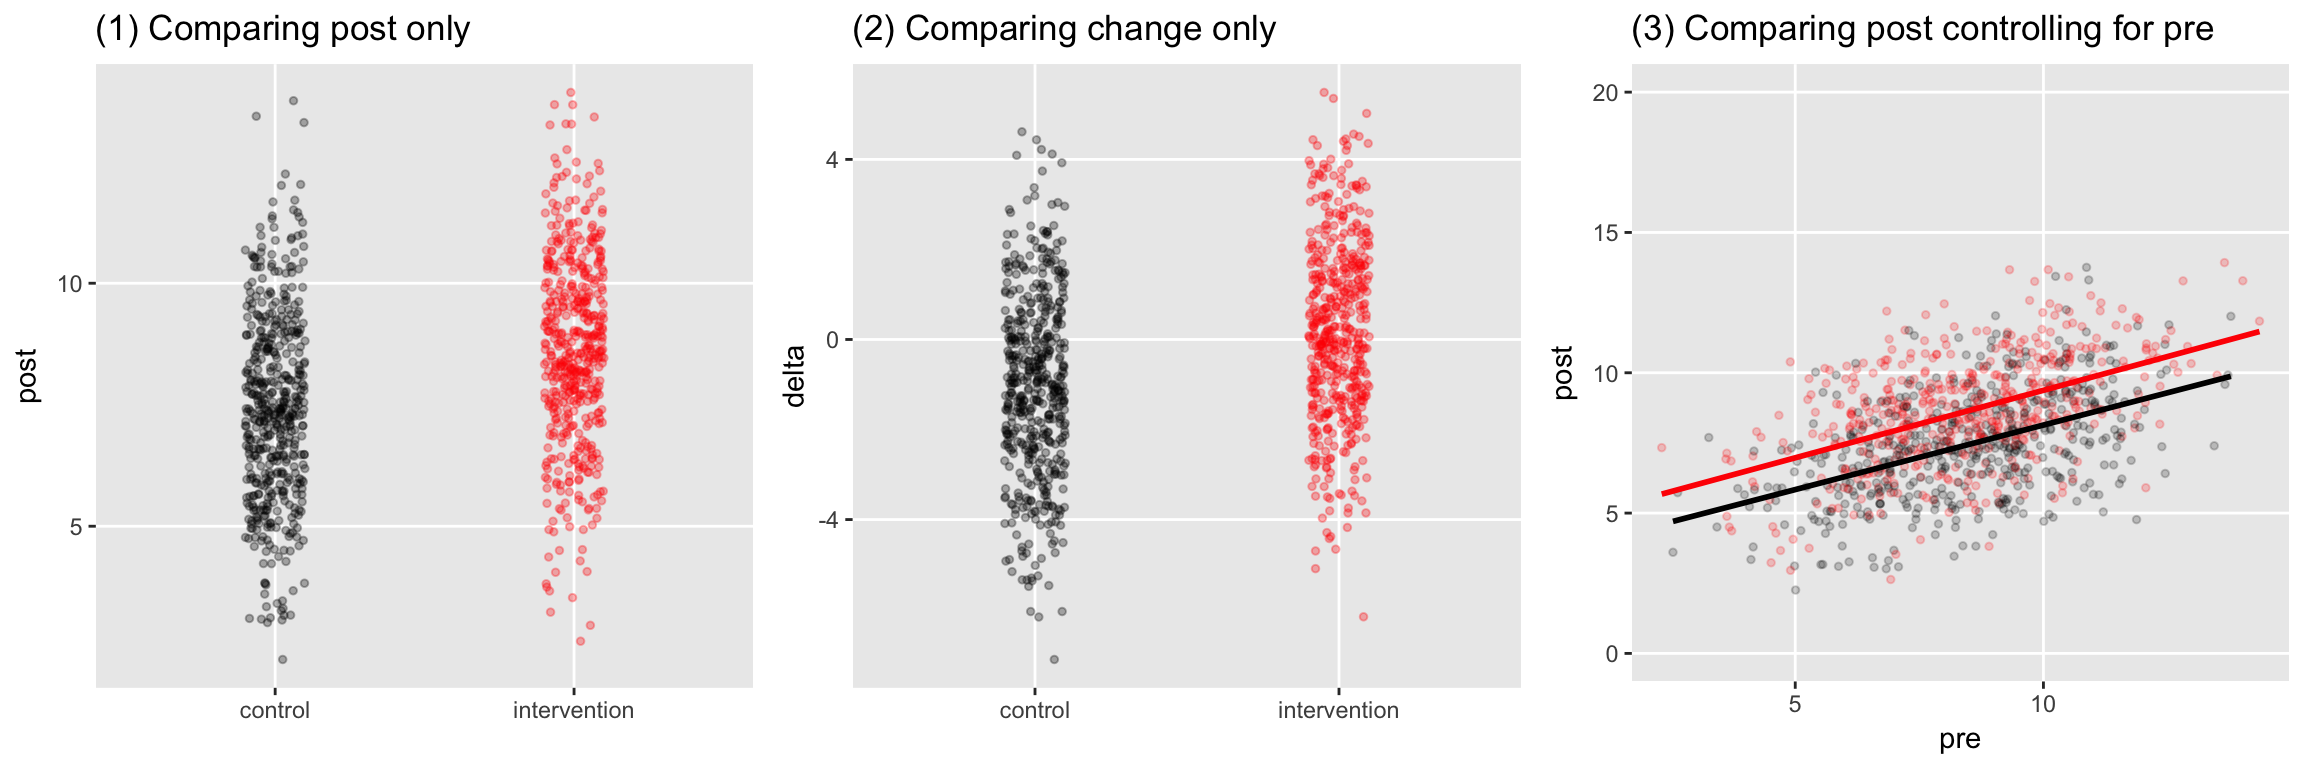 (1) Comparing post only
post
10
5
control
intervention
(2) Comparing change only
delta
4
0
-4
control
intervention
(3) Comparing post controlling for pre
post
20
15
10
5
0
5
10
pre